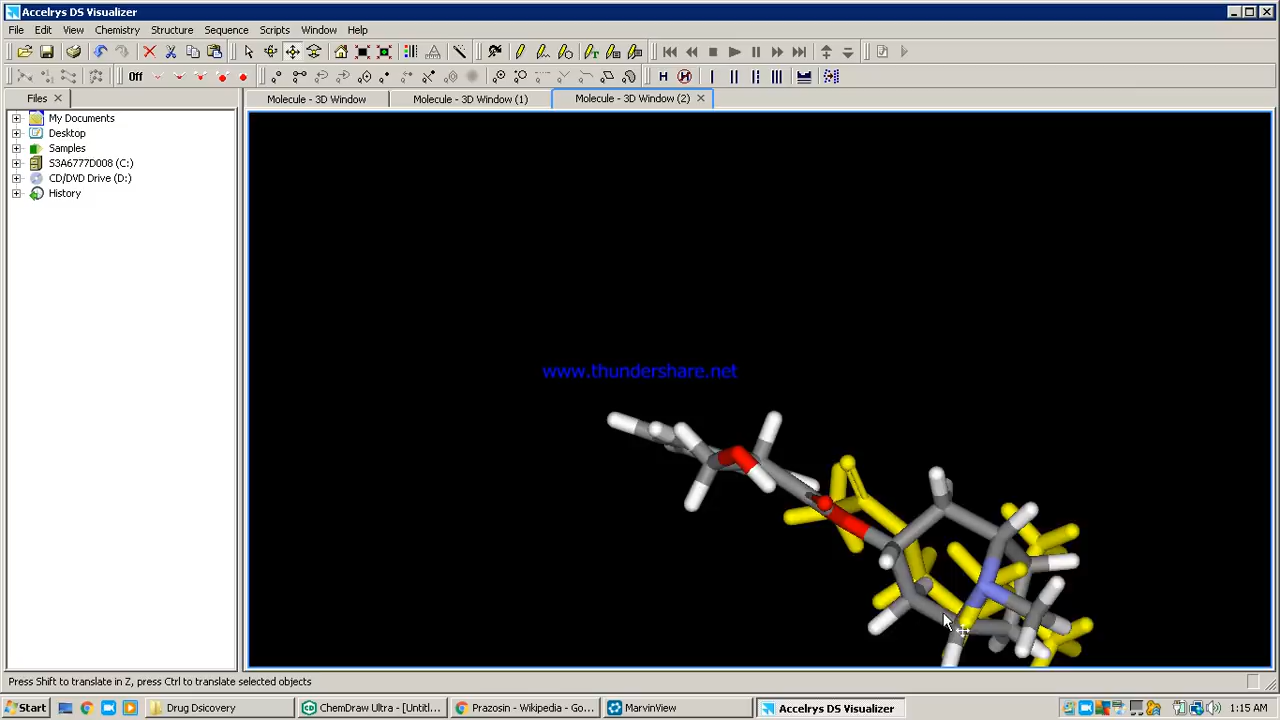 Accelrys DS Visualizer
File Edit View Chemistry Structure Sequence Scripts Window Help
Off
H H
Files
Molecule - 3D Window
Molecule - 3D Window (1)
Molecule - 3D Window (2)
My Documents
Desktop
Samples
S3A6777D008 (C:)
CD/DVD Drive (D:)
History
www.thundershare.net
Press Shift to translate in Z, press Ctrl to translate selected objects
Start
Drug Dsicovery
ChemDraw Ultra - [Untitl...
Prazosin - Wikipedia - Go...
MarvinView
Accelrys DS Visualizer
1:15 AM